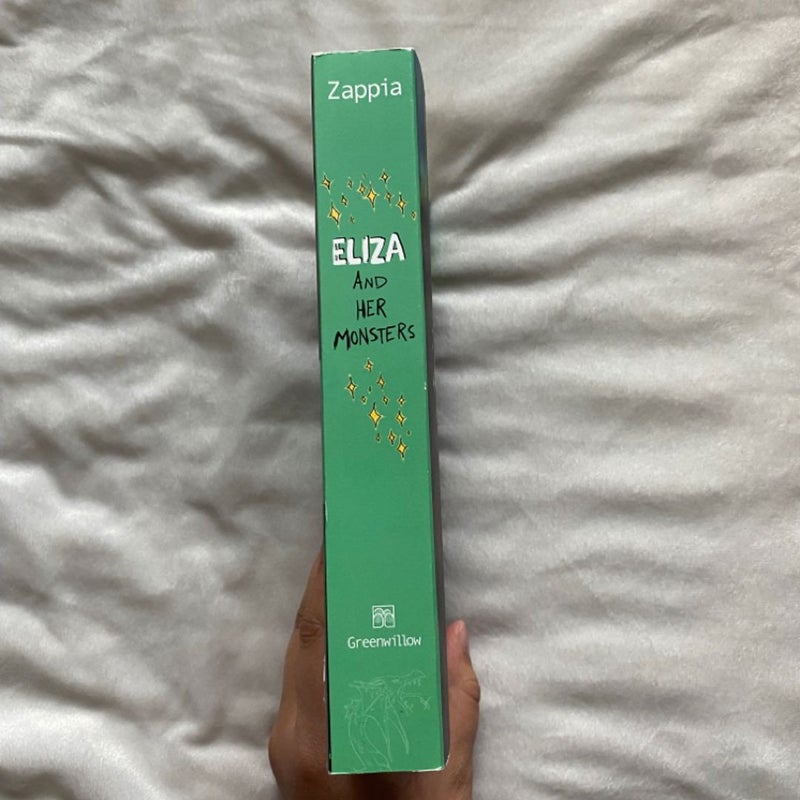 Zappia
ELIZA
AND
HER
MONSTERS
Greenwillow